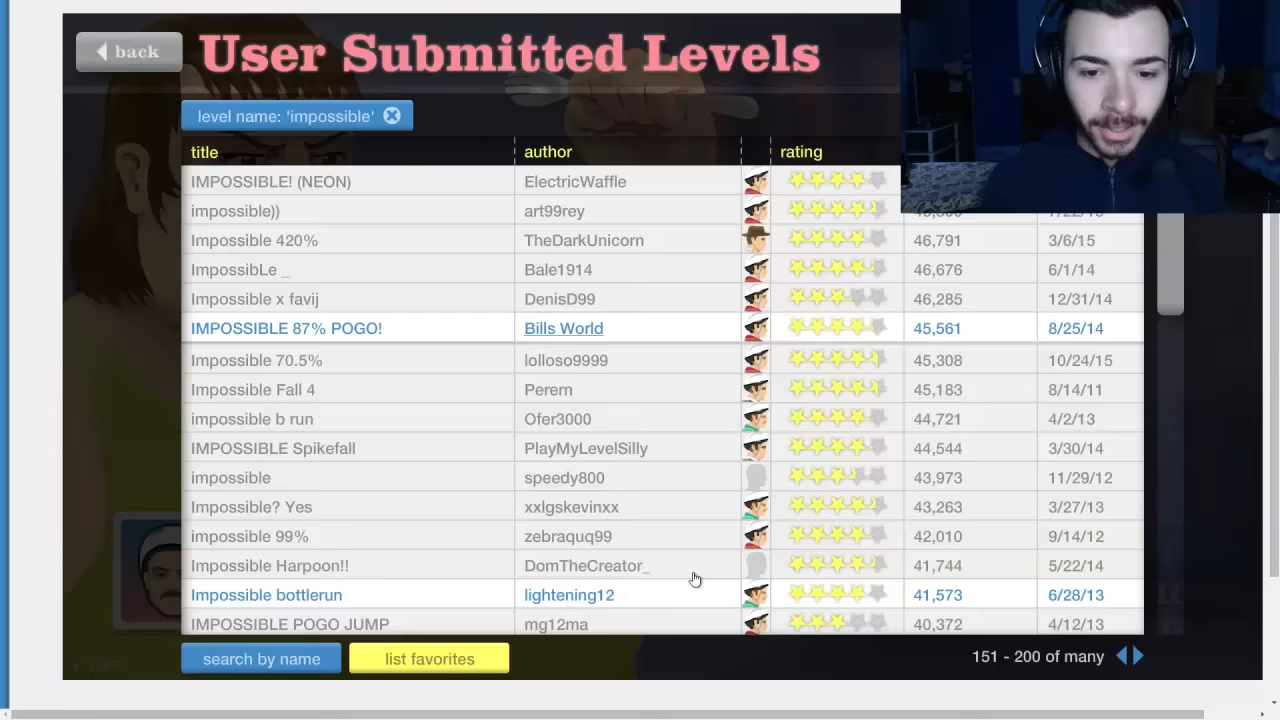 back
User Submitted Levels
level name: 'impossible'
title author rating
IMPOSSIBLE! (NEON) ElectricWaffle
impossible)) art99rey
Impossible 420% TheDarkUnicorn 46,791 3/6/15
ImpossibLe _ Bale1914 46,676 6/1/14
Impossible x favij DenisD99 46,285 12/31/14
IMPOSSIBLE 87% POGO! Bills World 45,561 8/25/14
Impossible 70.5% lolloso9999 45,308 10/24/15
Impossible Fall 4 Perern 45,183 8/14/11
impossible b run Ofer3000 44,721 4/2/13
IMPOSSIBLE Spikefall PlayMyLevelSilly 44,544 3/30/14
impossible speedy800 43,973 11/29/12
Impossible? Yes xxlgskevinxx 43,263 3/27/13
impossible 99% zebraquq99 42,010 9/14/12
Impossible Harpoon!! DomTheCreator_ 41,744 5/22/14
Impossible bottlerun lightening12 41,573 6/28/13
IMPOSSIBLE POGO JUMP mg12ma 40,372 4/12/13
search by name list favorites 151 - 200 of many